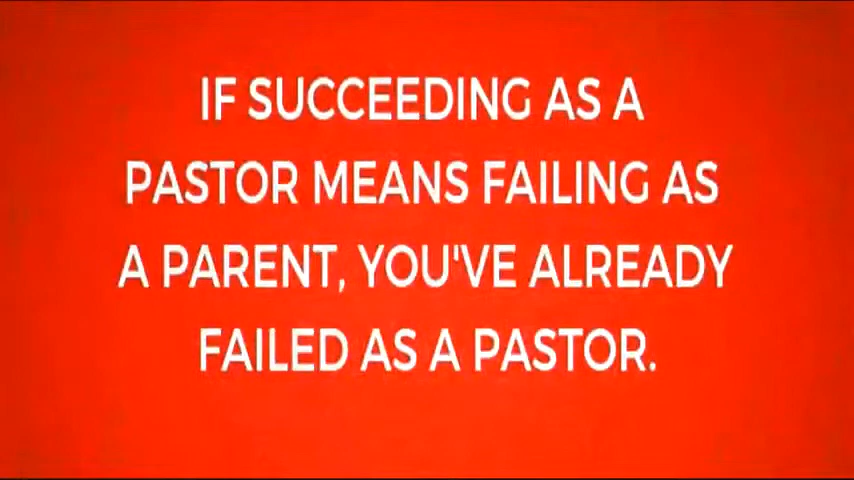 IF SUCCEEDING AS A
PASTOR MEANS FAILING AS
A PARENT, YOU'VE ALREADY
FAILED AS A PASTOR.